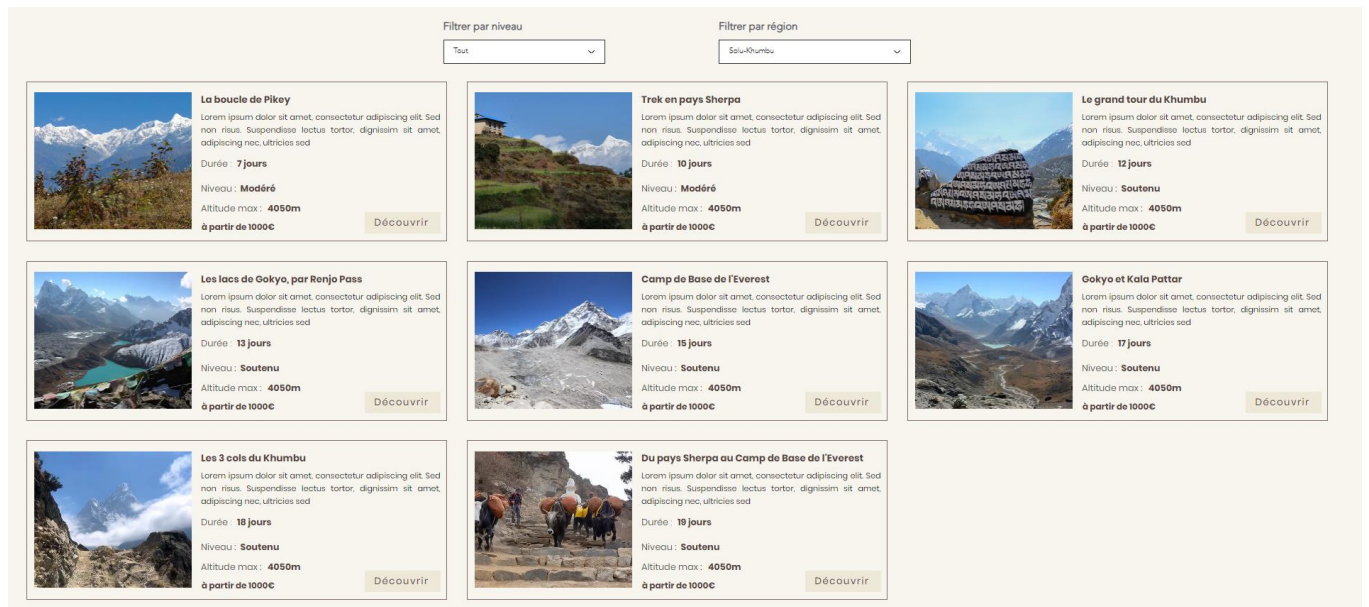 Filtrer par niveau
Filtrer par région
Tout
Solu-Khumbu
La boucle de Pikey
Lorem ipsum dolor sit amet, consectetur adipiscing elit. Sed
non risus. Suspendisse lectus tortor, dignissim sit amet,
adipiscing nec, ultricies sed
Durée : 7 jours
Niveau : Modéré
Altitude max : 4050m
à partir de 1000€
Découvrir
Trek en pays Sherpa
Lorem ipsum dolor sit amet, consectetur adipiscing elit. Sed
non risus. Suspendisse lectus tortor, dignissim sit amet,
adipiscing nec, ultricies sed
Durée : 10 jours
Niveau : Modéré
Altitude max : 4050m
à partir de 1000€
Découvrir
Le grand tour du Khumbu
Lorem ipsum dolor sit amet, consectetur adipiscing elit. Sed
non risus. Suspendisse lectus tortor, dignissim sit amet,
adipiscing nec, ultricies sed
Durée : 12 jours
Niveau : Soutenu
Altitude max : 4050m
à partir de 1000€
Découvrir
Les lacs de Gokyo, par Renjo Pass
Lorem ipsum dolor sit amet, consectetur adipiscing elit. Sed
non risus. Suspendisse lectus tortor, dignissim sit amet,
adipiscing nec, ultricies sed
Durée : 13 jours
Niveau : Soutenu
Altitude max : 4050m
à partir de 1000€
Découvrir
Camp de Base de l'Everest
Lorem ipsum dolor sit amet, consectetur adipiscing elit. Sed
non risus. Suspendisse lectus tortor, dignissim sit amet,
adipiscing nec, ultricies sed
Durée : 15 jours
Niveau : Soutenu
Altitude max : 4050m
à partir de 1000€
Découvrir
Gokyo et Kala Pattar
Lorem ipsum dolor sit amet, consectetur adipiscing elit. Sed
non risus. Suspendisse lectus tortor, dignissim sit amet,
adipiscing nec, ultricies sed
Durée : 17 jours
Niveau : Soutenu
Altitude max : 4050m
à partir de 1000€
Découvrir
Les 3 cols du Khumbu
Lorem ipsum dolor sit amet, consectetur adipiscing elit. Sed
non risus. Suspendisse lectus tortor, dignissim sit amet,
adipiscing nec, ultricies sed
Durée : 18 jours
Niveau : Soutenu
Altitude max : 4050m
à partir de 1000€
Découvrir
Du pays Sherpa au Camp de Base de l'Everest
Lorem ipsum dolor sit amet, consectetur adipiscing elit. Sed
non risus. Suspendisse lectus tortor, dignissim sit amet,
adipiscing nec, ultricies sed
Durée : 19 jours
Niveau : Soutenu
Altitude max : 4050m
à partir de 1000€
Découvrir